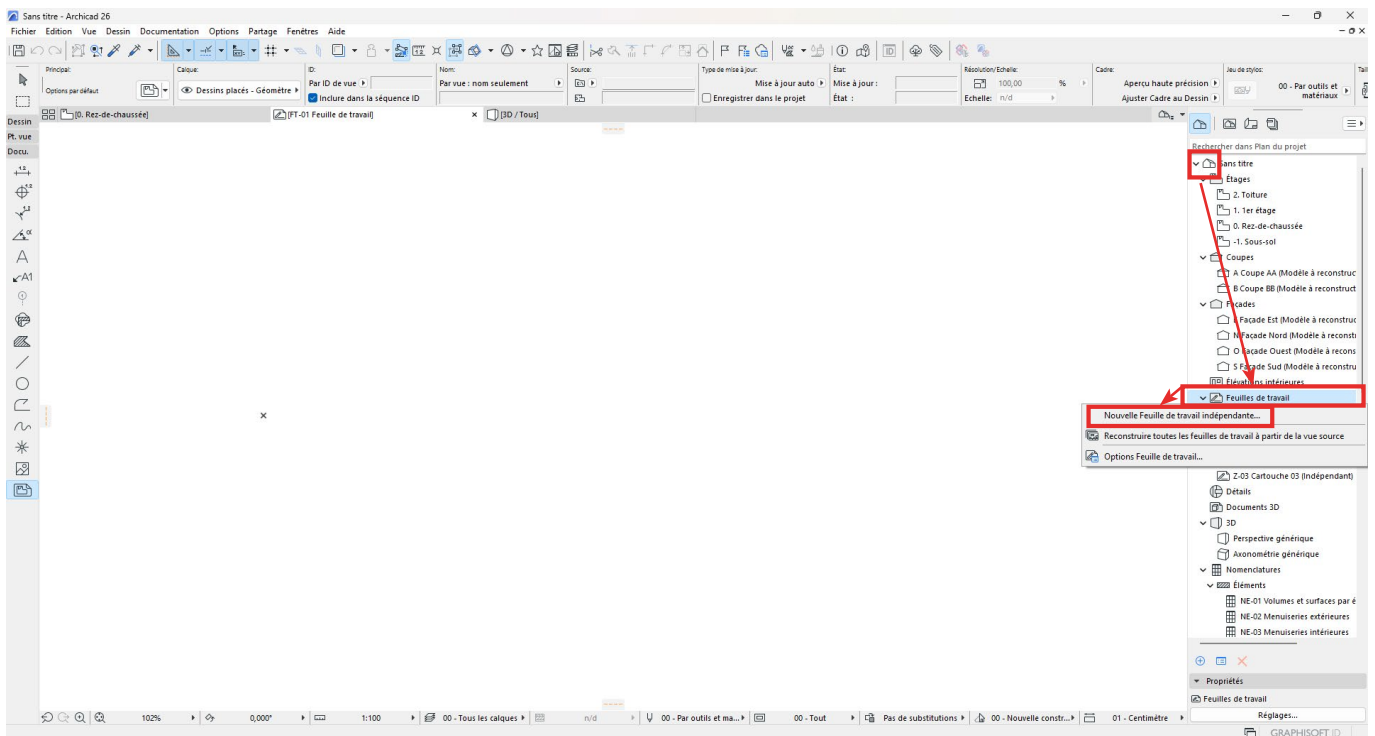 Sans titre - Archicad 26
Fichier Edition Vue Dessin Documentation Options Partage Fenêtres Aide
Principal: Calque: ID: Nom: Source: Type de mise à jour: État: Résolution/Echelle: Cadre: Jeu de stylos: Tail
Options par défaut Dessins placés - Géométrie Par ID de vue Par vue : nom seulement Mise à jour auto Mise à jour : 100,00 % Aperçu haute précision 00 - Par outils et matériaux
Inclure dans la séquence ID Enregistrer dans le projet État : Echelle: n/d Ajuster Cadre au Dessin
[0. Rez-de-chaussée] [FT-01 Feuille de travail] [3D / Tous]
Dessin
Pt. vue
Docu.
A
A1
Rechercher dans Plan du projet
Sans titre
Étages
2. Toiture
1. 1er étage
0. Rez-de-chaussée
-1. Sous-sol
Coupes
A Coupe AA (Modèle à reconstruc
B Coupe BB (Modèle à reconstruct
Façades
E Façade Est (Modèle à reconstruc
N Façade Nord (Modèle à reconstr
O Façade Ouest (Modèle à recons
S Façade Sud (Modèle à reconstru
Élévations intérieures
Feuilles de travail
Nouvelle Feuille de travail indépendante...
Reconstruire toutes les feuilles de travail à partir de la vue source
Options Feuille de travail...
Z-03 Cartouche 03 (Indépendant)
Détails
Documents 3D
3D
Perspective générique
Axonométrie générique
Nomenclatures
Éléments
NE-01 Volumes et surfaces par é
NE-02 Menuiseries extérieures
NE-03 Menuiseries intérieures
Propriétés
Feuilles de travail
Réglages...
102% 0,000° 1:100 00 - Tous les calques n/d 00 - Par outils et ma... 00 - Tout Pas de substitutions 00 - Nouvelle constr... 01 - Centimètre
GRAPHISOFT ID